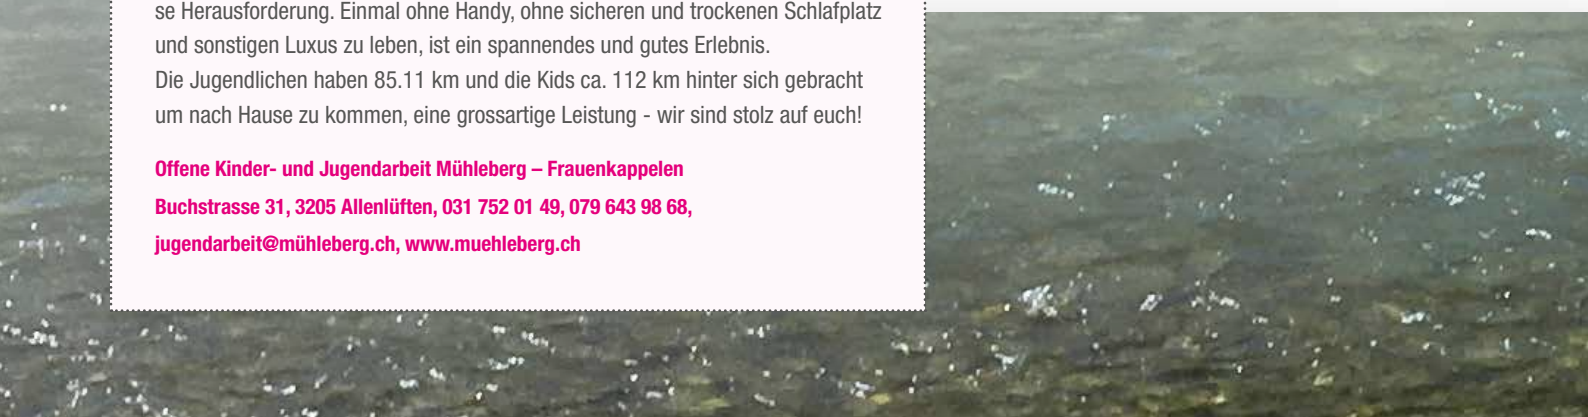 se Herausforderung. Einmal ohne Handy, ohne sicheren und trockenen Schlafplatz
und sonstigen Luxus zu leben, ist ein spannendes und gutes Erlebnis.
Die Jugendlichen haben 85.11 km und die Kids ca. 112 km hinter sich gebracht
um nach Hause zu kommen, eine grossartige Leistung - wir sind stolz auf euch!
Offene Kinder- und Jugendarbeit Mühleberg – Frauenkappelen
Buchstrasse 31, 3205 Allenlüften, 031 752 01 49, 079 643 98 68,
jugendarbeit@mühleberg.ch, www.muehleberg.ch